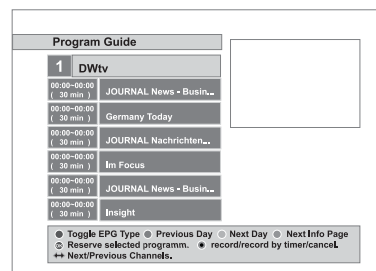 Program Guide
1 DWtv
00:00~00:00
( 30 min ) JOURNAL News - Busin...
00:00~00:00
( 30 min ) Germany Today
00:00~00:00
( 30 min ) JOURNAL Nachrichten...
00:00~00:00
( 30 min ) Im Focus
00:00~00:00
( 30 min ) JOURNAL News - Busin...
00:00~00:00
( 30 min ) Insight
Toggle EPG Type Previous Day Next Day Next Info Page
Reserve selected programm. record/record by timer/cancel.
Next/Previous Channels.